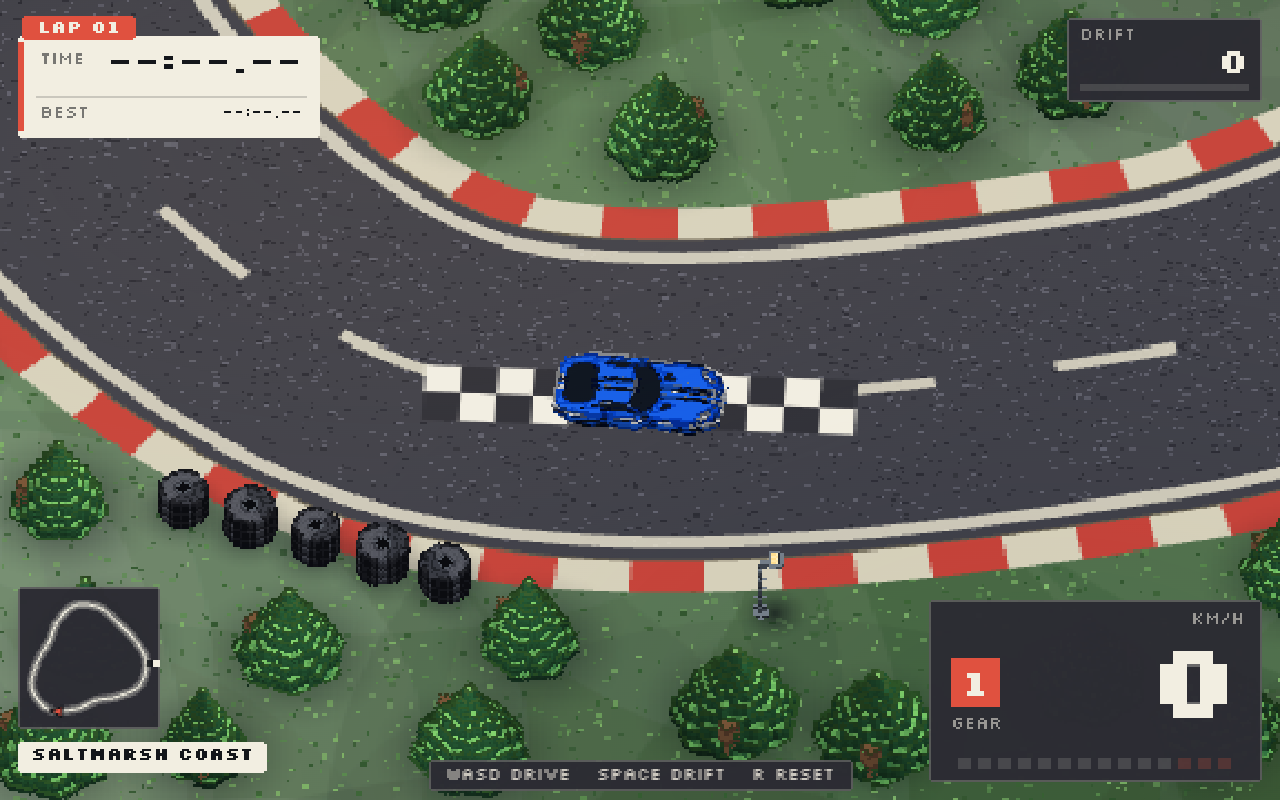 LAP 01
TIME --:--.--
BEST --:--.--
DRIFT
0
KM/H
1
0
GEAR
SALTMARSH COAST
WASD DRIVE SPACE DRIFT R RESET